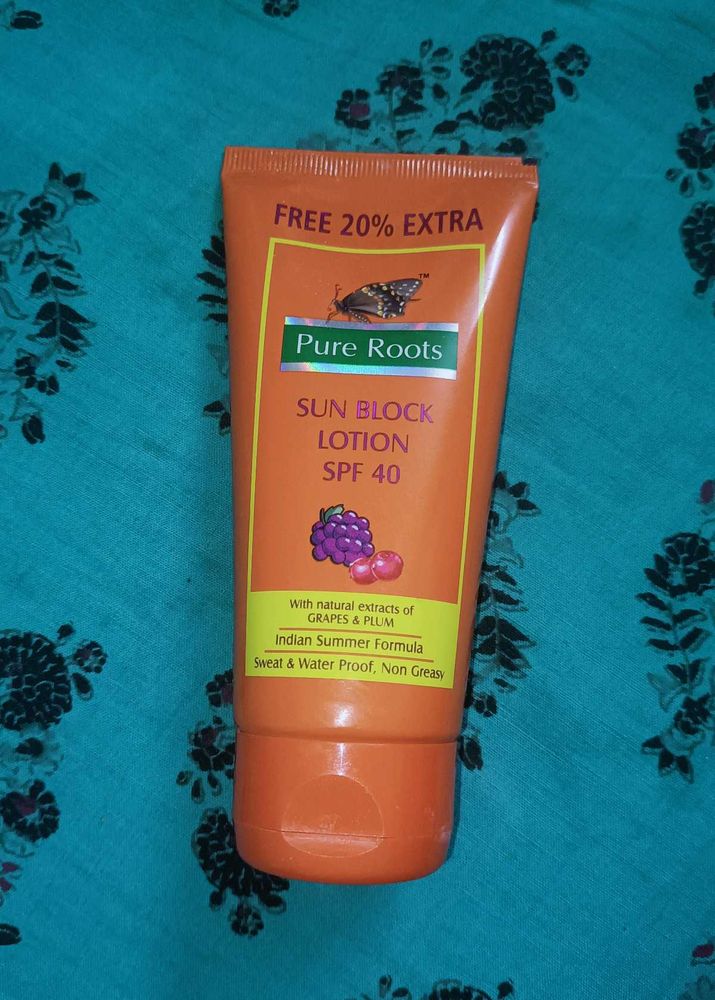 FREE 20% EXTRA
™
Pure Roots
SUN BLOCK
LOTION
SPF 40
With natural extracts of
GRAPES & PLUM
Indian Summer Formula
Sweat & Water Proof, Non Greasy